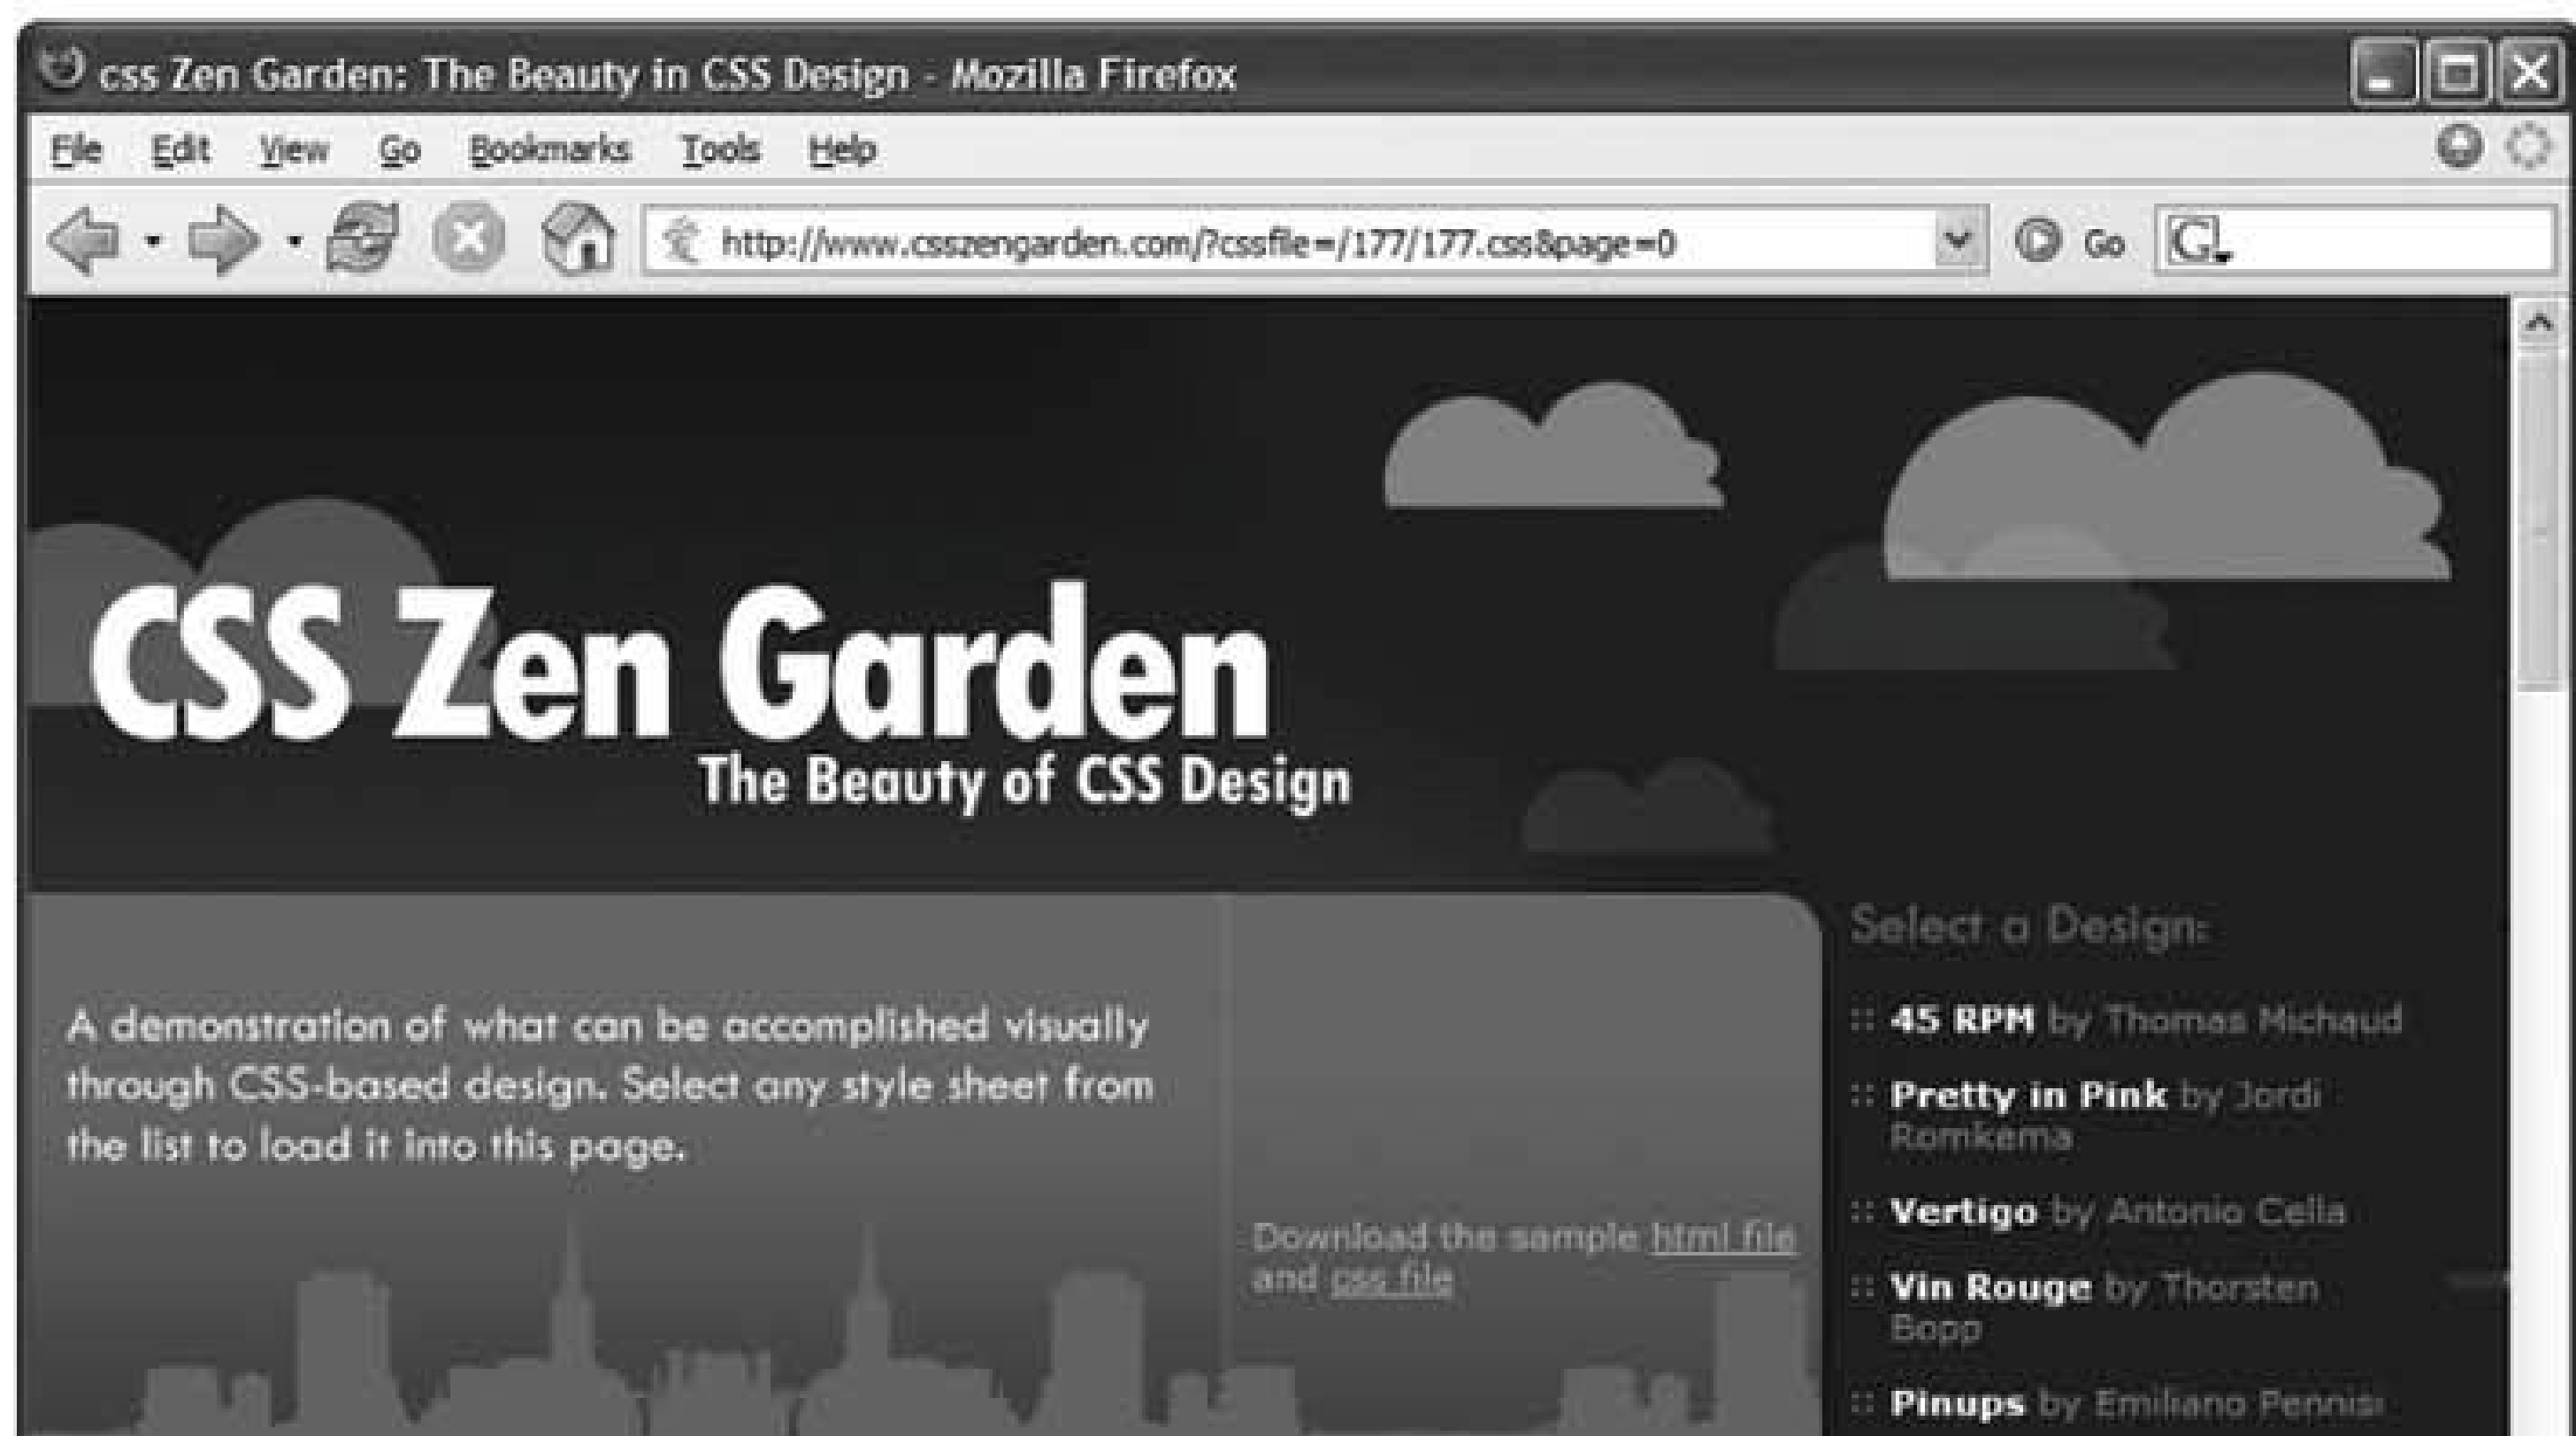 css Zen Garden: The Beauty in CSS Design - Mozilla Firefox
File Edit View Go Bookmarks Tools Help
http://www.csszengarden.com/?cssfile=/177/177.css&page=0 Go G
CSS Zen Garden
The Beauty of CSS Design
A demonstration of what can be accomplished visually
through CSS-based design. Select any style sheet from
the list to load it into this page.
Download the sample html file
and css file
Select a Design:
:: 45 RPM by Thomas Michaud
:: Pretty in Pink by Jordi
Romkema
:: Vertigo by Antonio Cella
:: Vin Rouge by Thorsten
Bopp
:: Pinups by Emiliano Pennisi